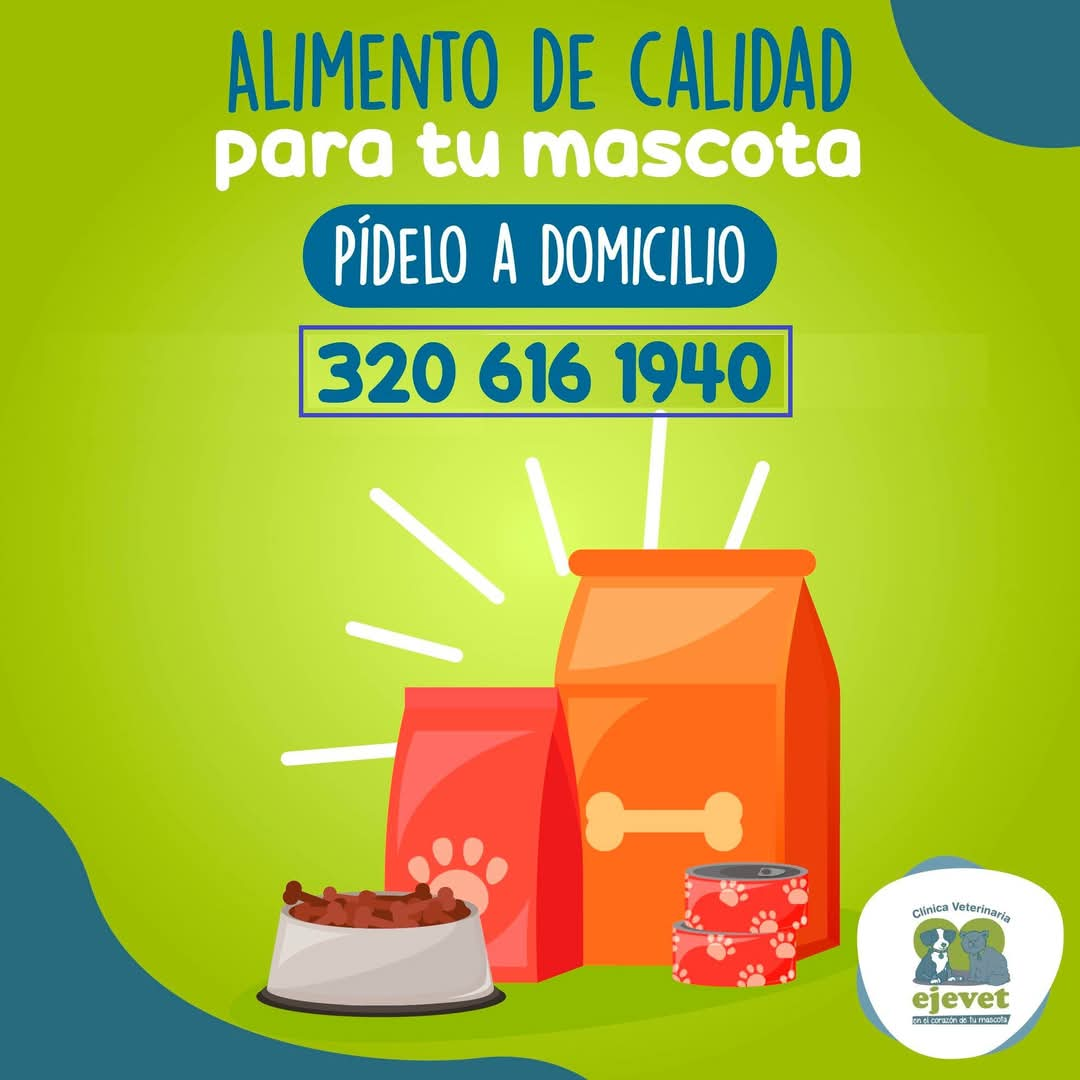 ALIMENTO DE CALIDAD
para tu mascota
PÍDELO A DOMICILIO
320 616 1940
Clínica Veterinaria
ejevet
en el corazón de tu mascota